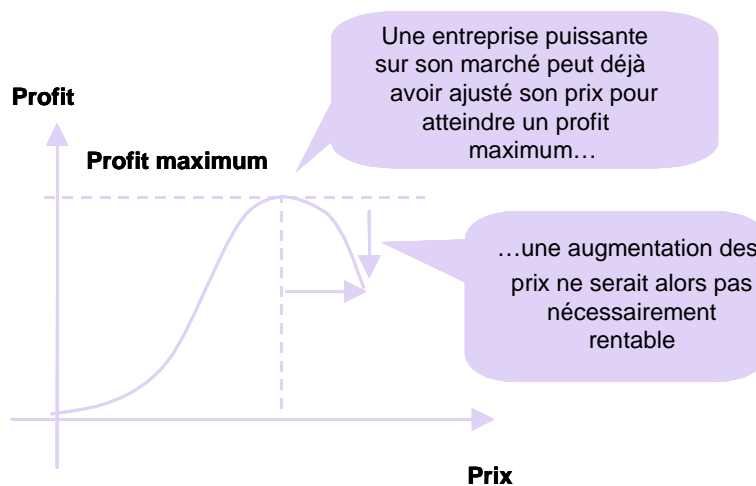 Une entreprise puissante
sur son marché peut déjà
avoir ajusté son prix pour
atteindre un profit
maximum…
Profit
Profit maximum
…une augmentation des
prix ne serait alors pas
nécessairement
rentable
Prix